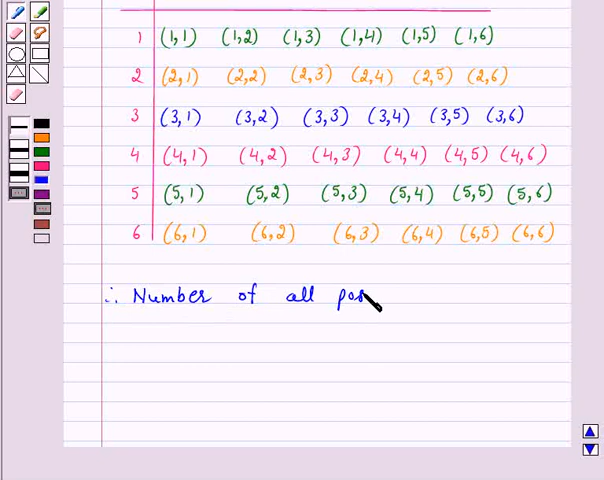 1 (1,1) (1,2) (1,3) (1,4) (1,5) (1,6)
2 (2,1) (2,2) (2,3) (2,4) (2,5) (2,6)
3 (3,1) (3,2) (3,3) (3,4) (3,5) (3,6)
4 (4,1) (4,2) (4,3) (4,4) (4,5) (4,6)
5 (5,1) (5,2) (5,3) (5,4) (5,5) (5,6)
6 (6,1) (6,2) (6,3) (6,4) (6,5) (6,6)
∴ Number of all pos